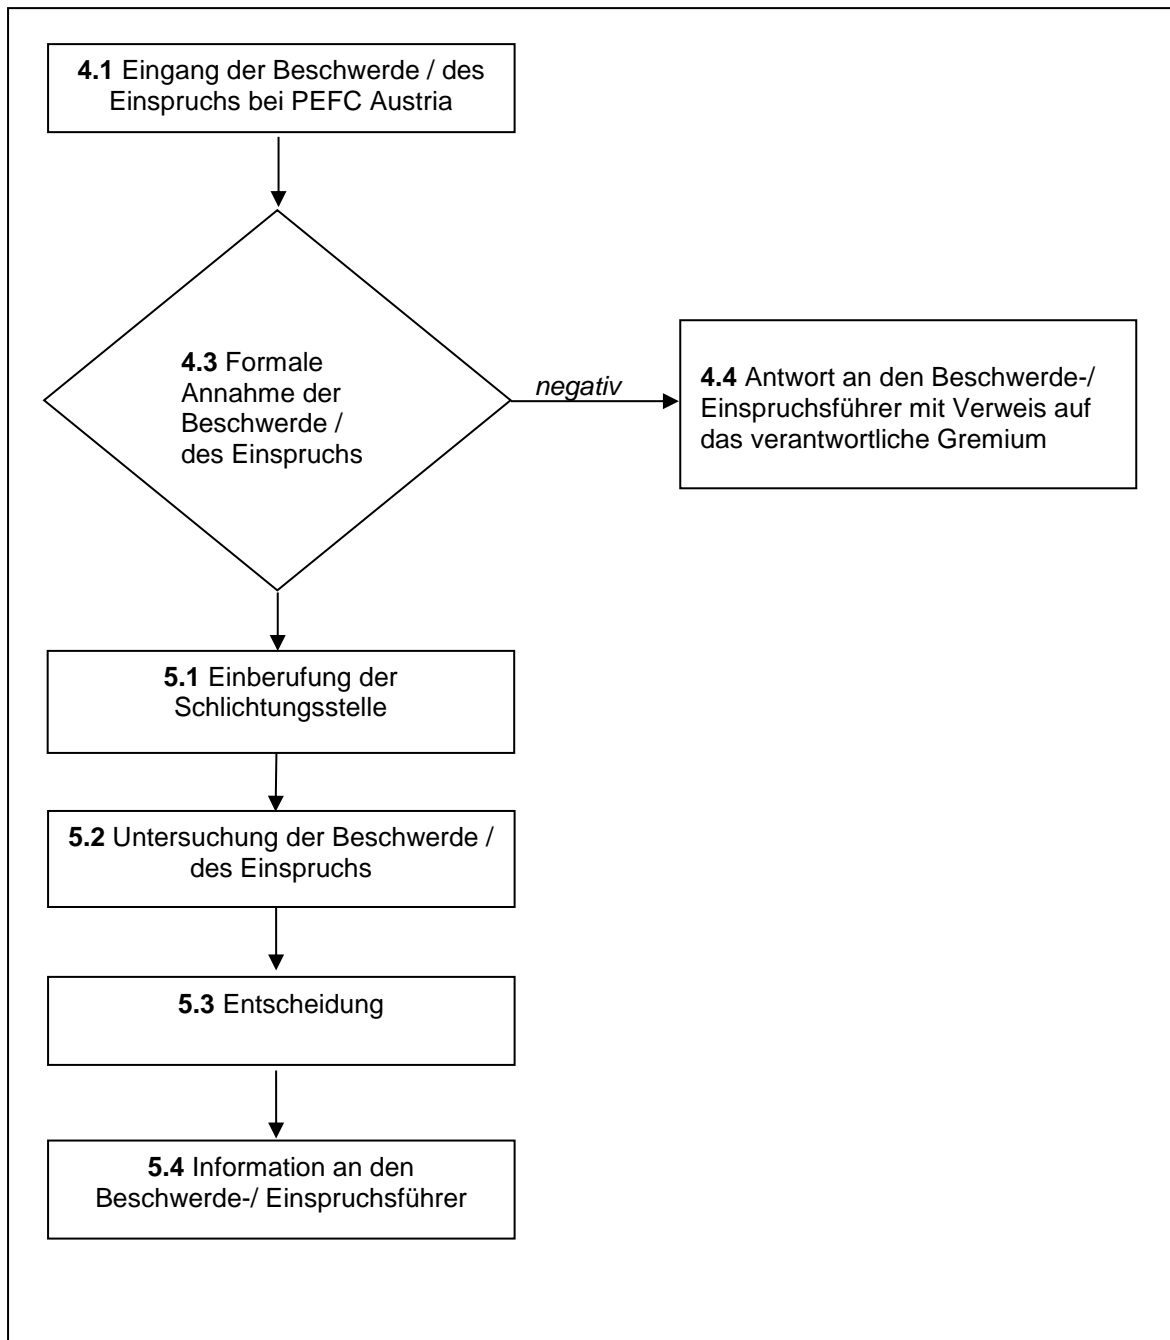 4.1 Eingang der Beschwerde / des
Einspruchs bei PEFC Austria
4.3 Formale
Annahme der
Beschwerde /
des Einspruchs
negativ
4.4 Antwort an den Beschwerde-/
Einspruchsführer mit Verweis auf
das verantwortliche Gremium
5.1 Einberufung der
Schlichtungsstelle
5.2 Untersuchung der Beschwerde /
des Einspruchs
5.3 Entscheidung
5.4 Information an den
Beschwerde-/ Einspruchsführer